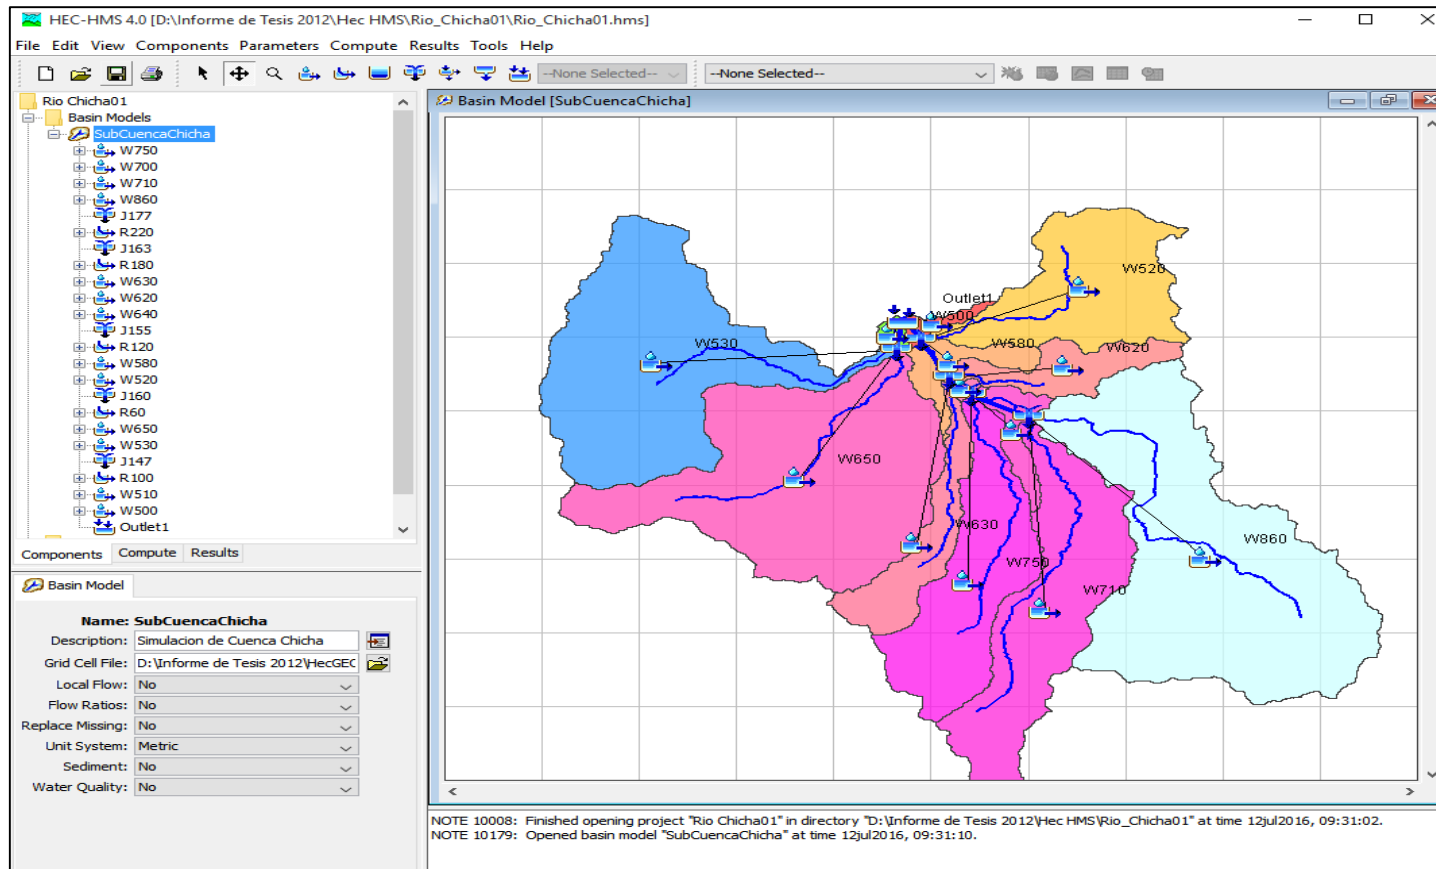 HEC-HMS 4.0 [D:\Informe de Tesis 2012\Hec HMS\Rio_Chicha01\Rio_Chicha01.hms]
File Edit View Components Parameters Compute Results Tools Help
--None Selected-- --None Selected--
Rio Chicha01
Basin Models
SubCuencaChicha
W750
W700
W710
W860
J177
R220
J163
R180
W630
W620
W640
J155
R120
W580
W520
J160
R60
W650
W530
J147
R100
W510
W500
Outlet1
Components Compute Results
Basin Model
Name: SubCuencaChicha
Description: Simulacion de Cuenca Chicha
Grid Cell File: D:\Informe de Tesis 2012\HecGEC
Local Flow: No
Flow Ratios: No
Replace Missing: No
Unit System: Metric
Sediment: No
Water Quality: No
Basin Model [SubCuencaChicha]
W520
Outlet1
W500
W530
W580
W620
W650
W630
W860
W750
W710
NOTE 10008: Finished opening project "Rio Chicha01" in directory "D:\Informe de Tesis 2012\Hec HMS\Rio_Chicha01" at time 12jul2016, 09:31:02.
NOTE 10179: Opened basin model "SubCuencaChicha" at time 12jul2016, 09:31:10.